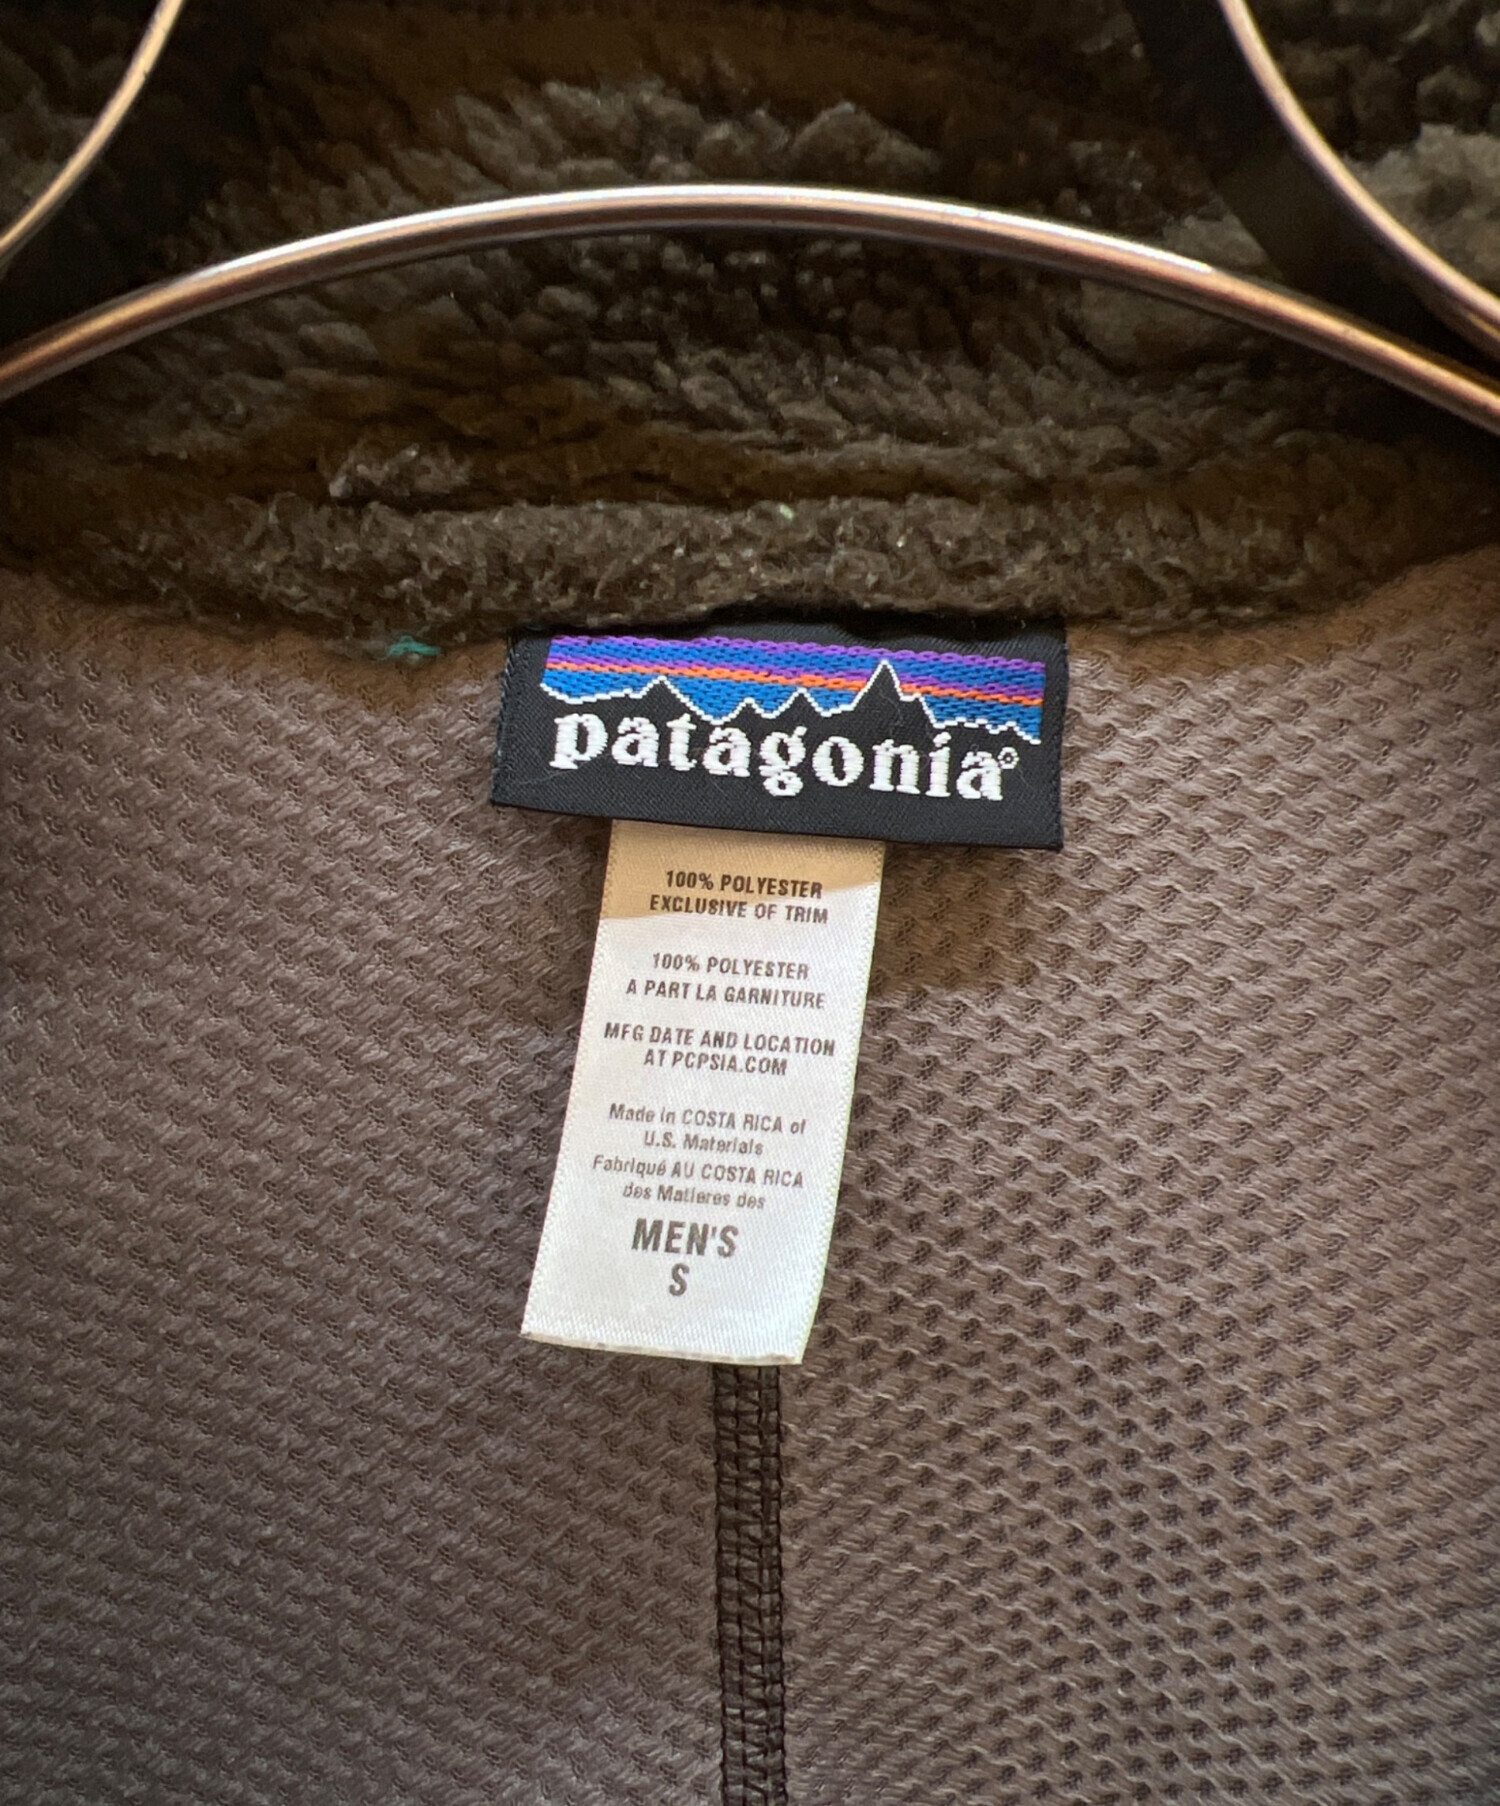 patagonia®
100% POLYESTER
EXCLUSIVE OF TRIM
100% POLYESTER
A PART LA GARNITURE
MFG DATE AND LOCATION
AT PCPSIA.COM
Made in COSTA RICA of
U.S. Materials
Fabriqué AU COSTA RICA
des Matieres des
MEN'S
S